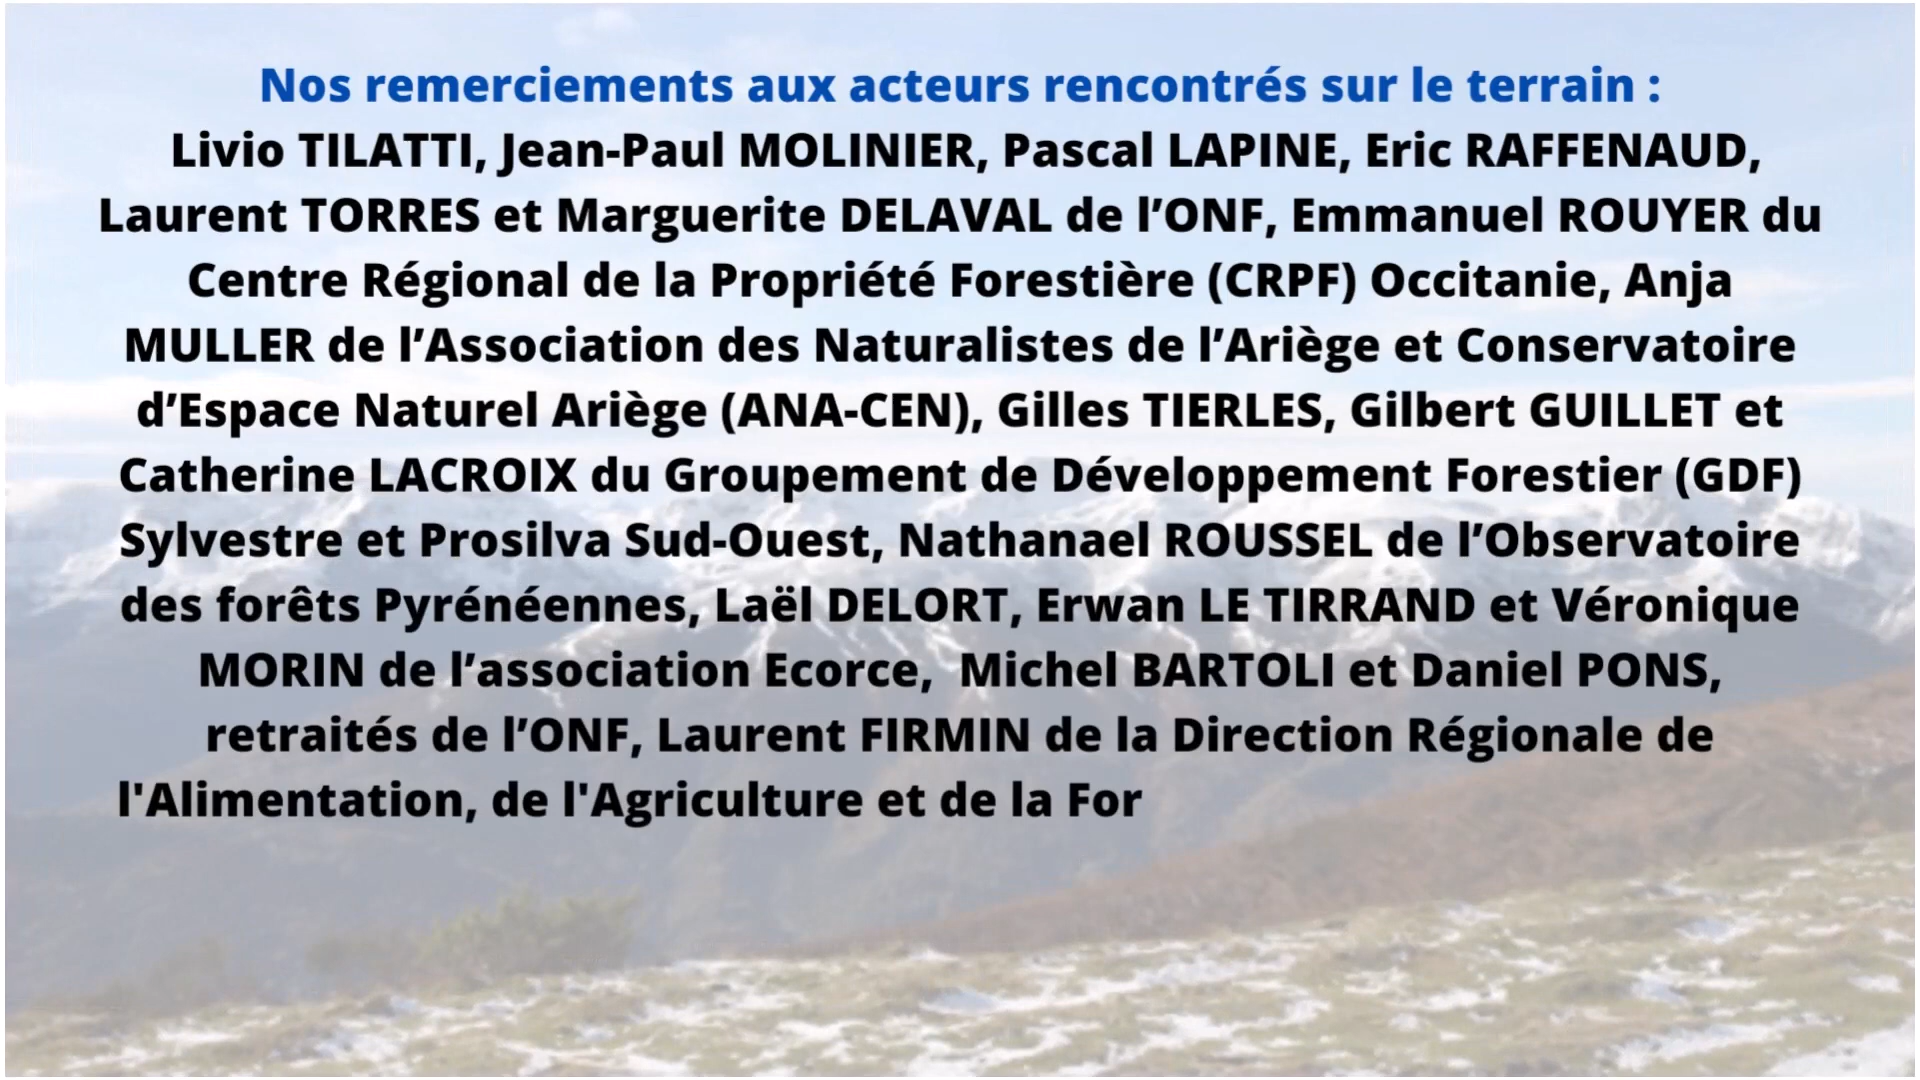 Nos remerciements aux acteurs rencontrés sur le terrain :
Livio TILATTI, Jean-Paul MOLINIER, Pascal LAPINE, Eric RAFFENAUD,
Laurent TORRES et Marguerite DELAVAL de l’ONF, Emmanuel ROUYER du
Centre Régional de la Propriété Forestière (CRPF) Occitanie, Anja
MULLER de l’Association des Naturalistes de l’Ariège et Conservatoire
d’Espace Naturel Ariège (ANA-CEN), Gilles TIERLES, Gilbert GUILLET et
Catherine LACROIX du Groupement de Développement Forestier (GDF)
Sylvestre et Prosilva Sud-Ouest, Nathanael ROUSSEL de l’Observatoire
des forêts Pyrénéennes, Laël DELORT, Erwan LE TIRRAND et Véronique
MORIN de l’association Ecorce,  Michel BARTOLI et Daniel PONS,
retraités de l’ONF, Laurent FIRMIN de la Direction Régionale de
l'Alimentation, de l'Agriculture et de la For